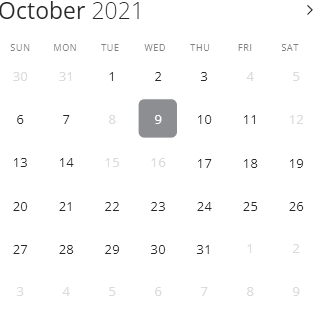 October 2021
SUN MON TUE WED THU FRI SAT
30 31 1 2 3 4 5
6 7 8 9 10 11 12
13 14 15 16 17 18 19
20 21 22 23 24 25 26
27 28 29 30 31 1 2
3 4 5 6 7 8 9